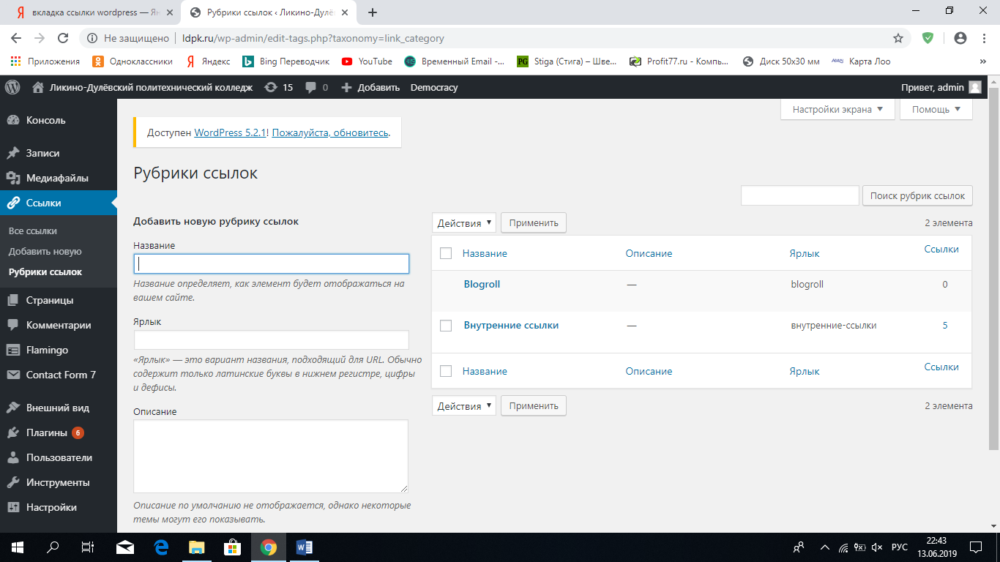 вкладка ссылки wordpress — Ян
Рубрики ссылок ‹ Ликино-Дулёв
Не защищено
ldpk.ru/wp-admin/edit-tags.php?taxonomy=link_category
Приложения
Одноклассники
Яндекс
Bing Переводчик
YouTube
Временный Email -...
Stiga (Стига) – Шве...
Profit77.ru - Компь...
Диск 50x30 мм
Карта Лоо
Ликино-Дулёвский политехнический колледж
15
0
Добавить
Democracy
Привет, admin
Консоль
Записи
Медиафайлы
Ссылки
Все ссылки
Добавить новую
Рубрики ссылок
Страницы
Комментарии
Flamingo
Contact Form 7
Внешний вид
Плагины 6
Пользователи
Инструменты
Настройки
Настройки экрана
Помощь
Доступен WordPress 5.2.1! Пожалуйста, обновитесь.
Рубрики ссылок
Поиск рубрик ссылок
Добавить новую рубрику ссылок
Название
Название определяет, как элемент будет отображаться на
вашем сайте.
Ярлык
«Ярлык» — это вариант названия, подходящий для URL. Обычно
содержит только латинские буквы в нижнем регистре, цифры
и дефисы.
Описание
Описание по умолчанию не отображается, однако некоторые
темы могут его показывать.
Действия
Применить
2 элемента
Название Описание Ярлык Ссылки
Blogroll — blogroll 0
Внутренние ссылки — внутренние-ссылки 5
Название Описание Ярлык Ссылки
Действия
Применить
2 элемента
РУС
22:43
13.06.2019